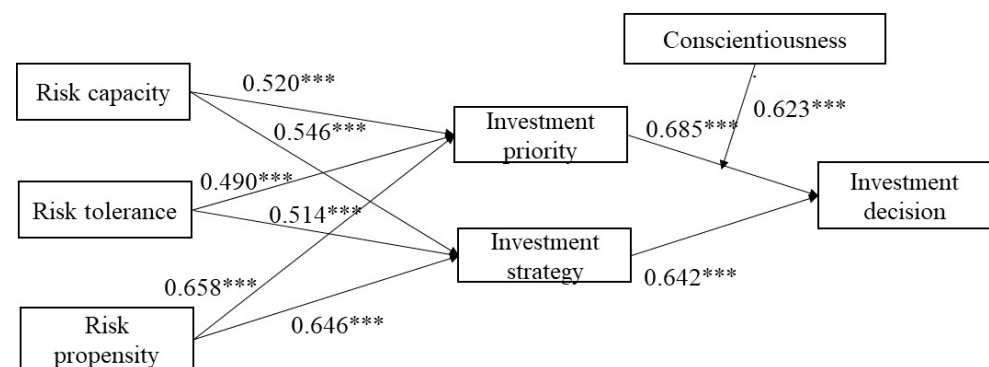 Conscientiousness
Risk capacity
0.520***
0.623***
0.546***
Investment
priority
0.685***
0.490***
Risk tolerance
0.514***
Investment
decision
Investment
strategy
0.658***
0.642***
0.646***
Risk
propensity